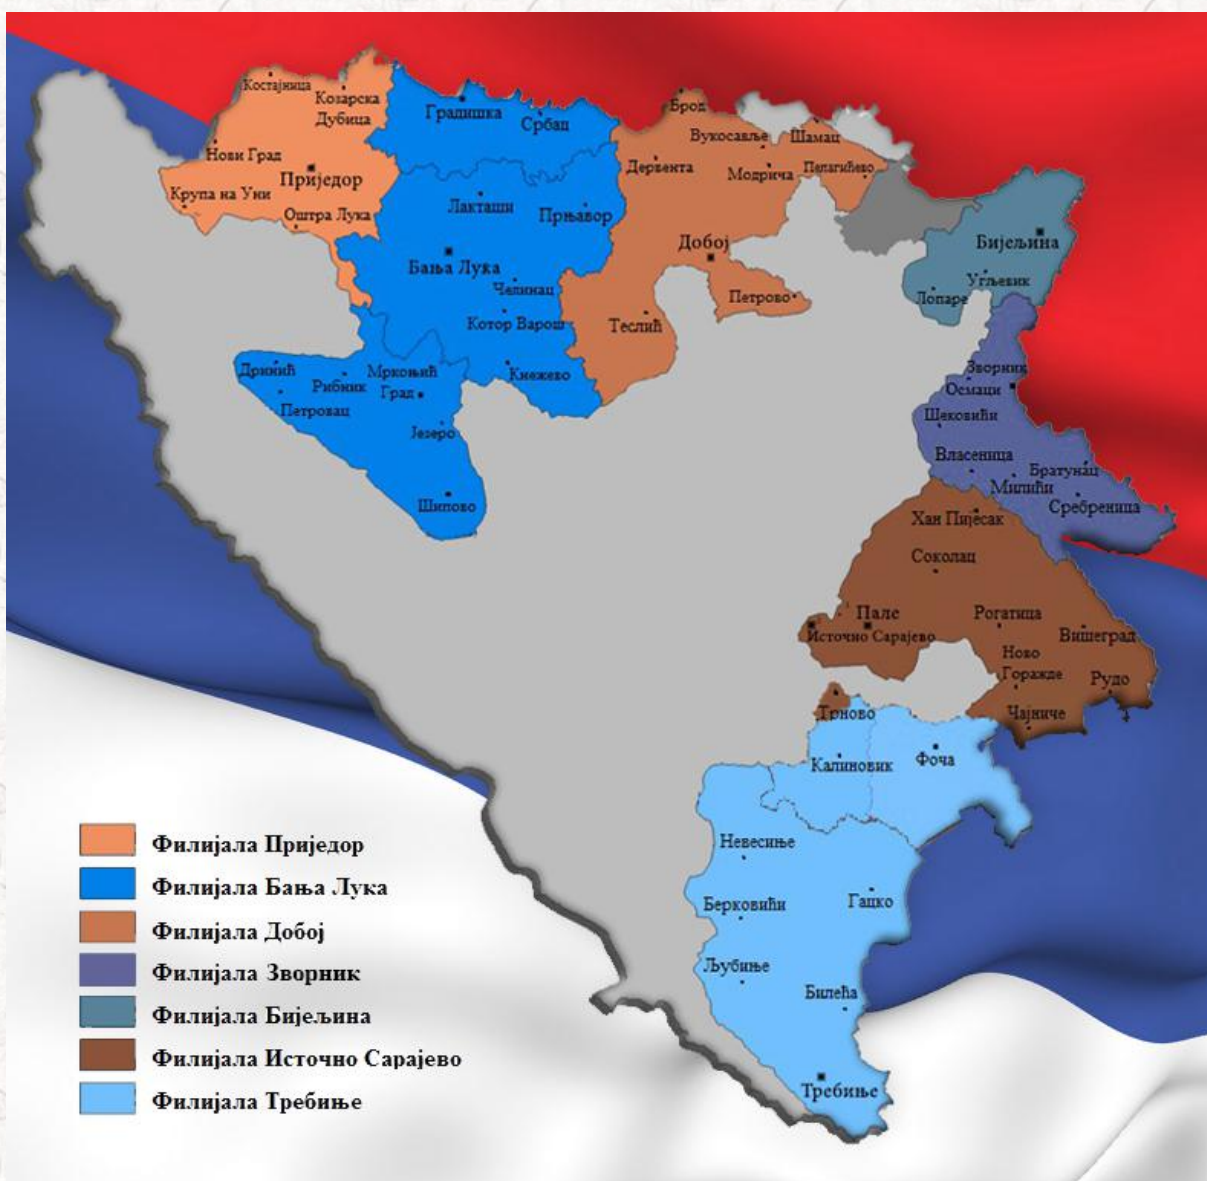 Костајница
Козарска
Дубица
Нови Град
Приједор
Крупа на Уни
Оштра Лука
Градишка
Србац
Лакташи
Прњавор
Бања Лука
Челинац
Котор Варош
Кнежево
Дринић
Рибник
Мркоњић
Град
Петровац
Језеро
Шипово
Брод
Вукосавље
Шамац
Дервента
Модрича
Пелагићево
Добој
Петрово
Теслић
Бијељина
Угљевик
Лопаре
Зворник
Осмаци
Шековићи
Власеница
Братунац
Милићи
Сребреница
Хан Пијесак
Соколац
Пале
Источно Сарајево
Рогатица
Вишеград
Ново
Горажде
Рудо
Чајниче
Трново
Калиновик
Фоча
Невесиње
Берковићи
Гацко
Љубиње
Билећа
Требиње
Филијала Приједор
Филијала Бања Лука
Филијала Добој
Филијала Зворник
Филијала Бијељина
Филијала Источно Сарајево
Филијала Требиње